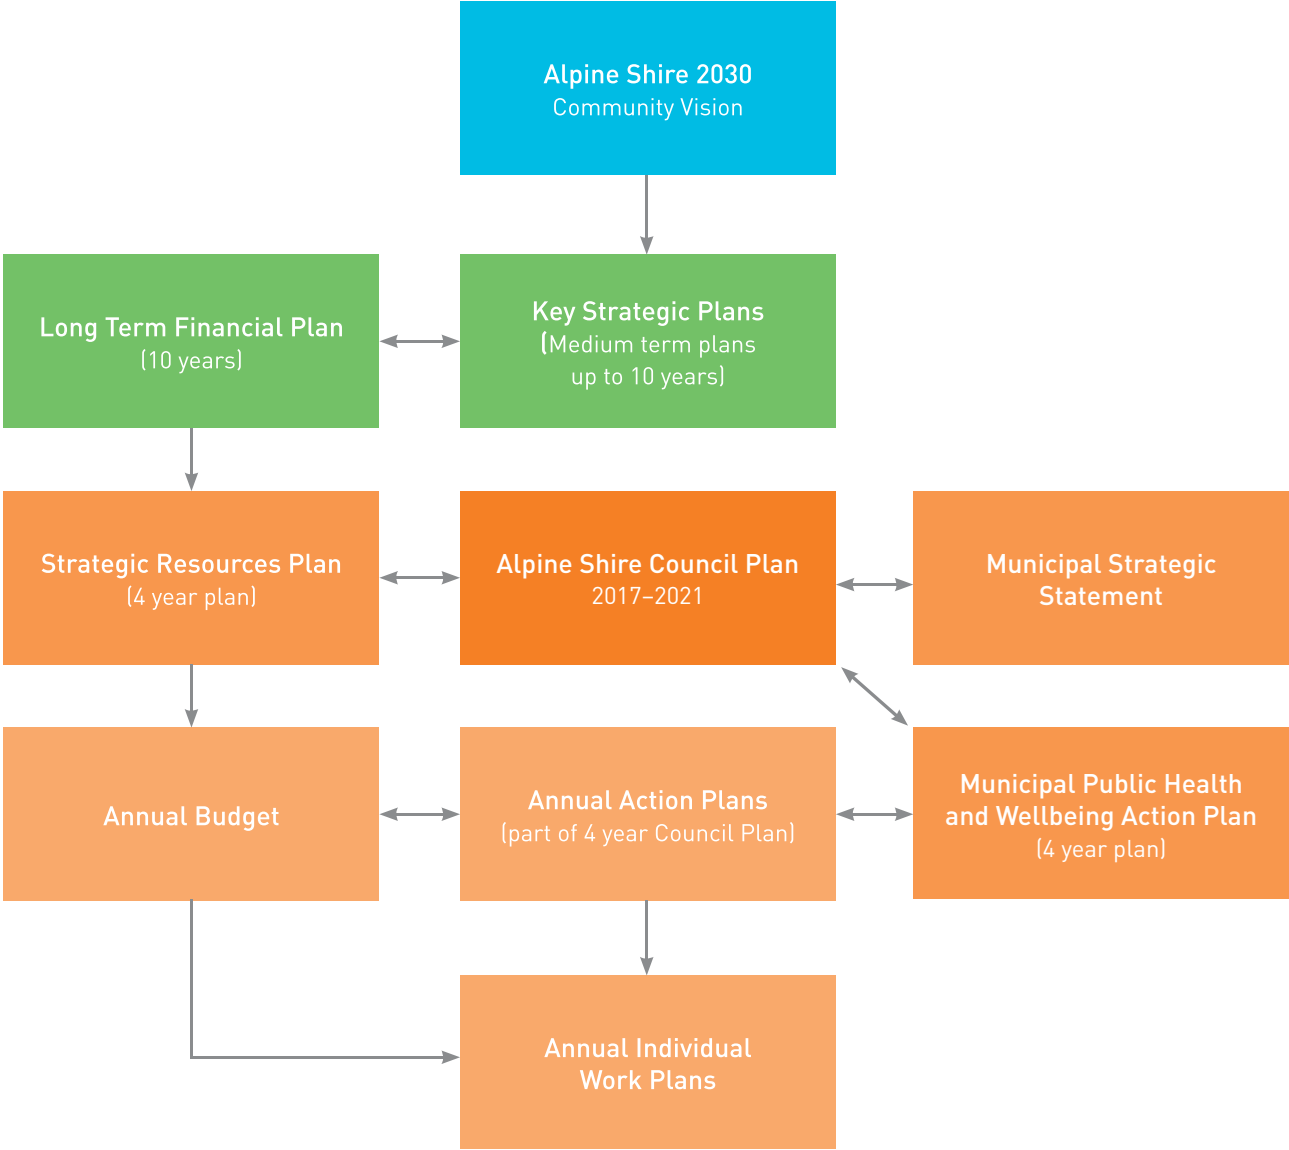 Alpine Shire 2030
Community Vision
Long Term Financial Plan
(10 years)
Key Strategic Plans
(Medium term plans
up to 10 years)
Strategic Resources Plan
(4 year plan)
Alpine Shire Council Plan
2017–2021
Municipal Strategic
Statement
Annual Budget
Annual Action Plans
(part of 4 year Council Plan)
Municipal Public Health
and Wellbeing Action Plan
(4 year plan)
Annual Individual
Work Plans